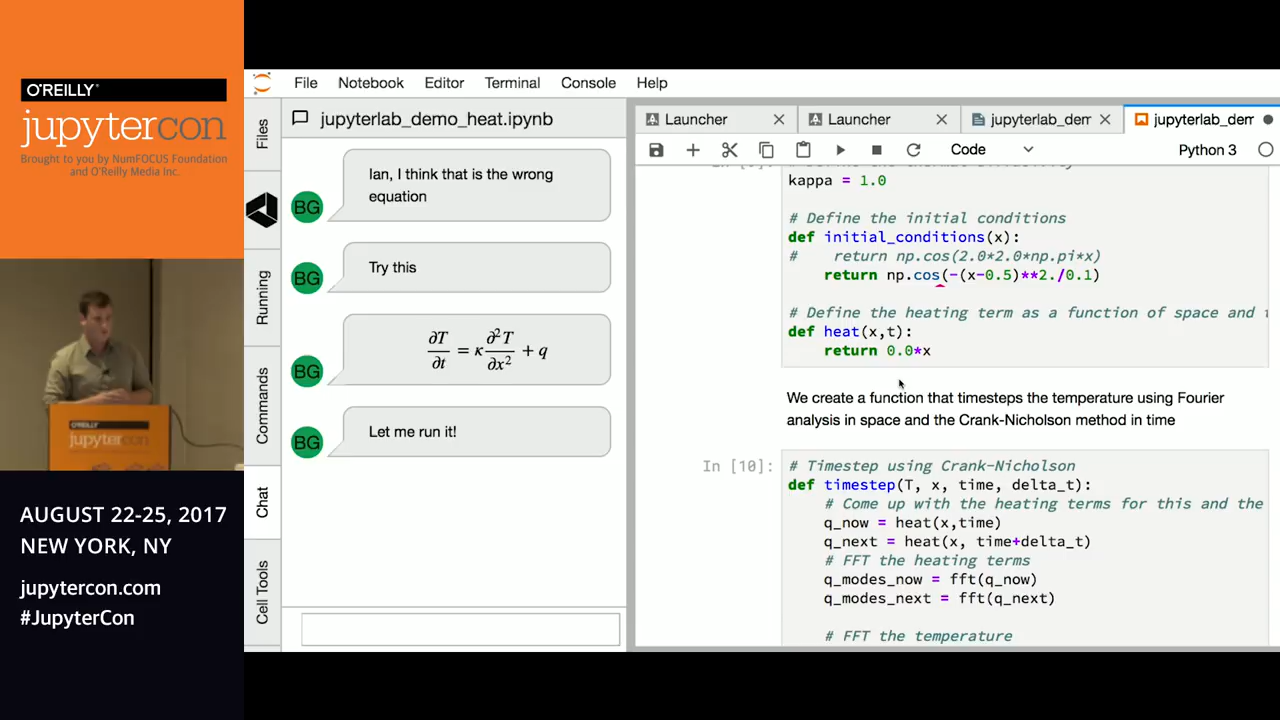 O'REILLY®
jupytercon
Brought to you by NumFOCUS Foundation
and O'Reilly Media Inc.
O'REILLY
jupytercon
AUGUST 22-25, 2017
NEW YORK, NY
jupytercon.com
#JupyterCon
File Notebook Editor Terminal Console Help
Files
Running
Commands
Chat
Cell Tools
jupyterlab_demo_heat.ipynb
BG
Ian, I think that is the wrong
equation
BG
Try this
BG
∂T/∂t = κ ∂²T/∂x² + q
BG
Let me run it!
Launcher
Launcher
jupyterlab_dem
jupyterlab_dem
Code
Python 3
kappa = 1.0
# Define the initial conditions
def initial_conditions(x):
#    return np.cos(2.0*2.0*np.pi*x)
return np.cos(-(x-0.5)**2./0.1)
# Define the heating term as a function of space and
def heat(x,t):
return 0.0*x
We create a function that timesteps the temperature using Fourier
analysis in space and the Crank-Nicholson method in time
In [10]:
# Timestep using Crank-Nicholson
def timestep(T, x, time, delta_t):
# Come up with the heating terms for this and the
q_now = heat(x,time)
q_next = heat(x, time+delta_t)
# FFT the heating terms
q_modes_now = fft(q_now)
q_modes_next = fft(q_next)
# FFT the temperature